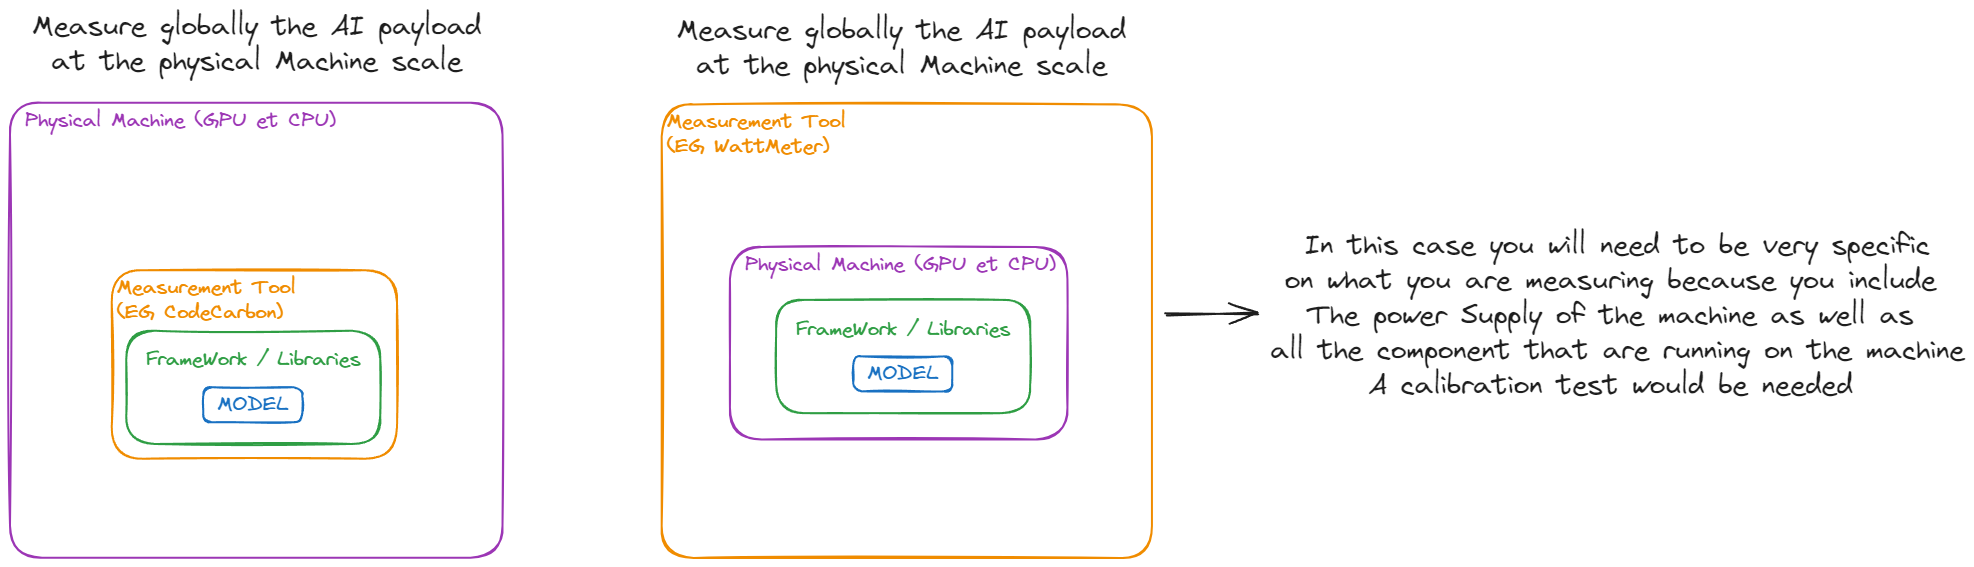 Measure globally the AI payload
at the physical Machine scale
Physical Machine (GPU et CPU)
Measurement Tool
(EG CodeCarbon)
FrameWork / Libraries
MODEL
Measure globally the AI payload
at the physical Machine scale
Measurement Tool
(EG WattMeter)
Physical Machine (GPU et CPU)
FrameWork / Libraries
MODEL
In this case you will need to be very specific
on what you are measuring because you include
The power Supply of the machine as well as
all the component that are running on the machine
A calibration test would be needed